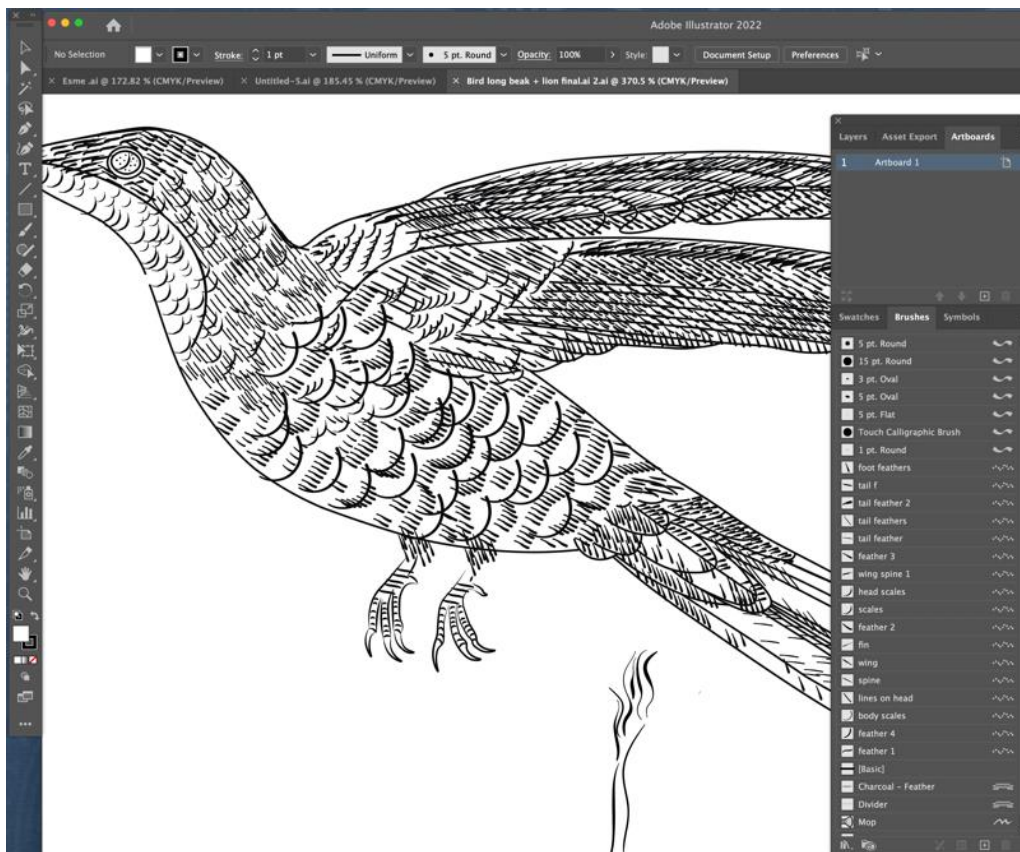 Adobe Illustrator 2022
No Selection Stroke: 1 pt Uniform 5 pt. Round Opacity: 100% Style: Document Setup Preferences
Esme .ai @ 172.82 % (CMYK/Preview) Untitled-5.ai @ 185.45 % (CMYK/Preview) Bird long beak + lion final.ai 2.ai @ 370.5 % (CMYK/Preview)
Layers Asset Export Artboards
1 Artboard 1
Swatches Brushes Symbols
5 pt. Round
15 pt. Round
3 pt. Oval
5 pt. Oval
5 pt. Flat
Touch Calligraphic Brush
1 pt. Round
foot feathers
tail f
tail feather 2
tail feathers
tail feather
feather 3
wing spine 1
head scales
scales
feather 2
fin
wing
spine
lines on head
body scales
feather 4
feather 1
[Basic]
Charcoal - Feather
Divider
Mop